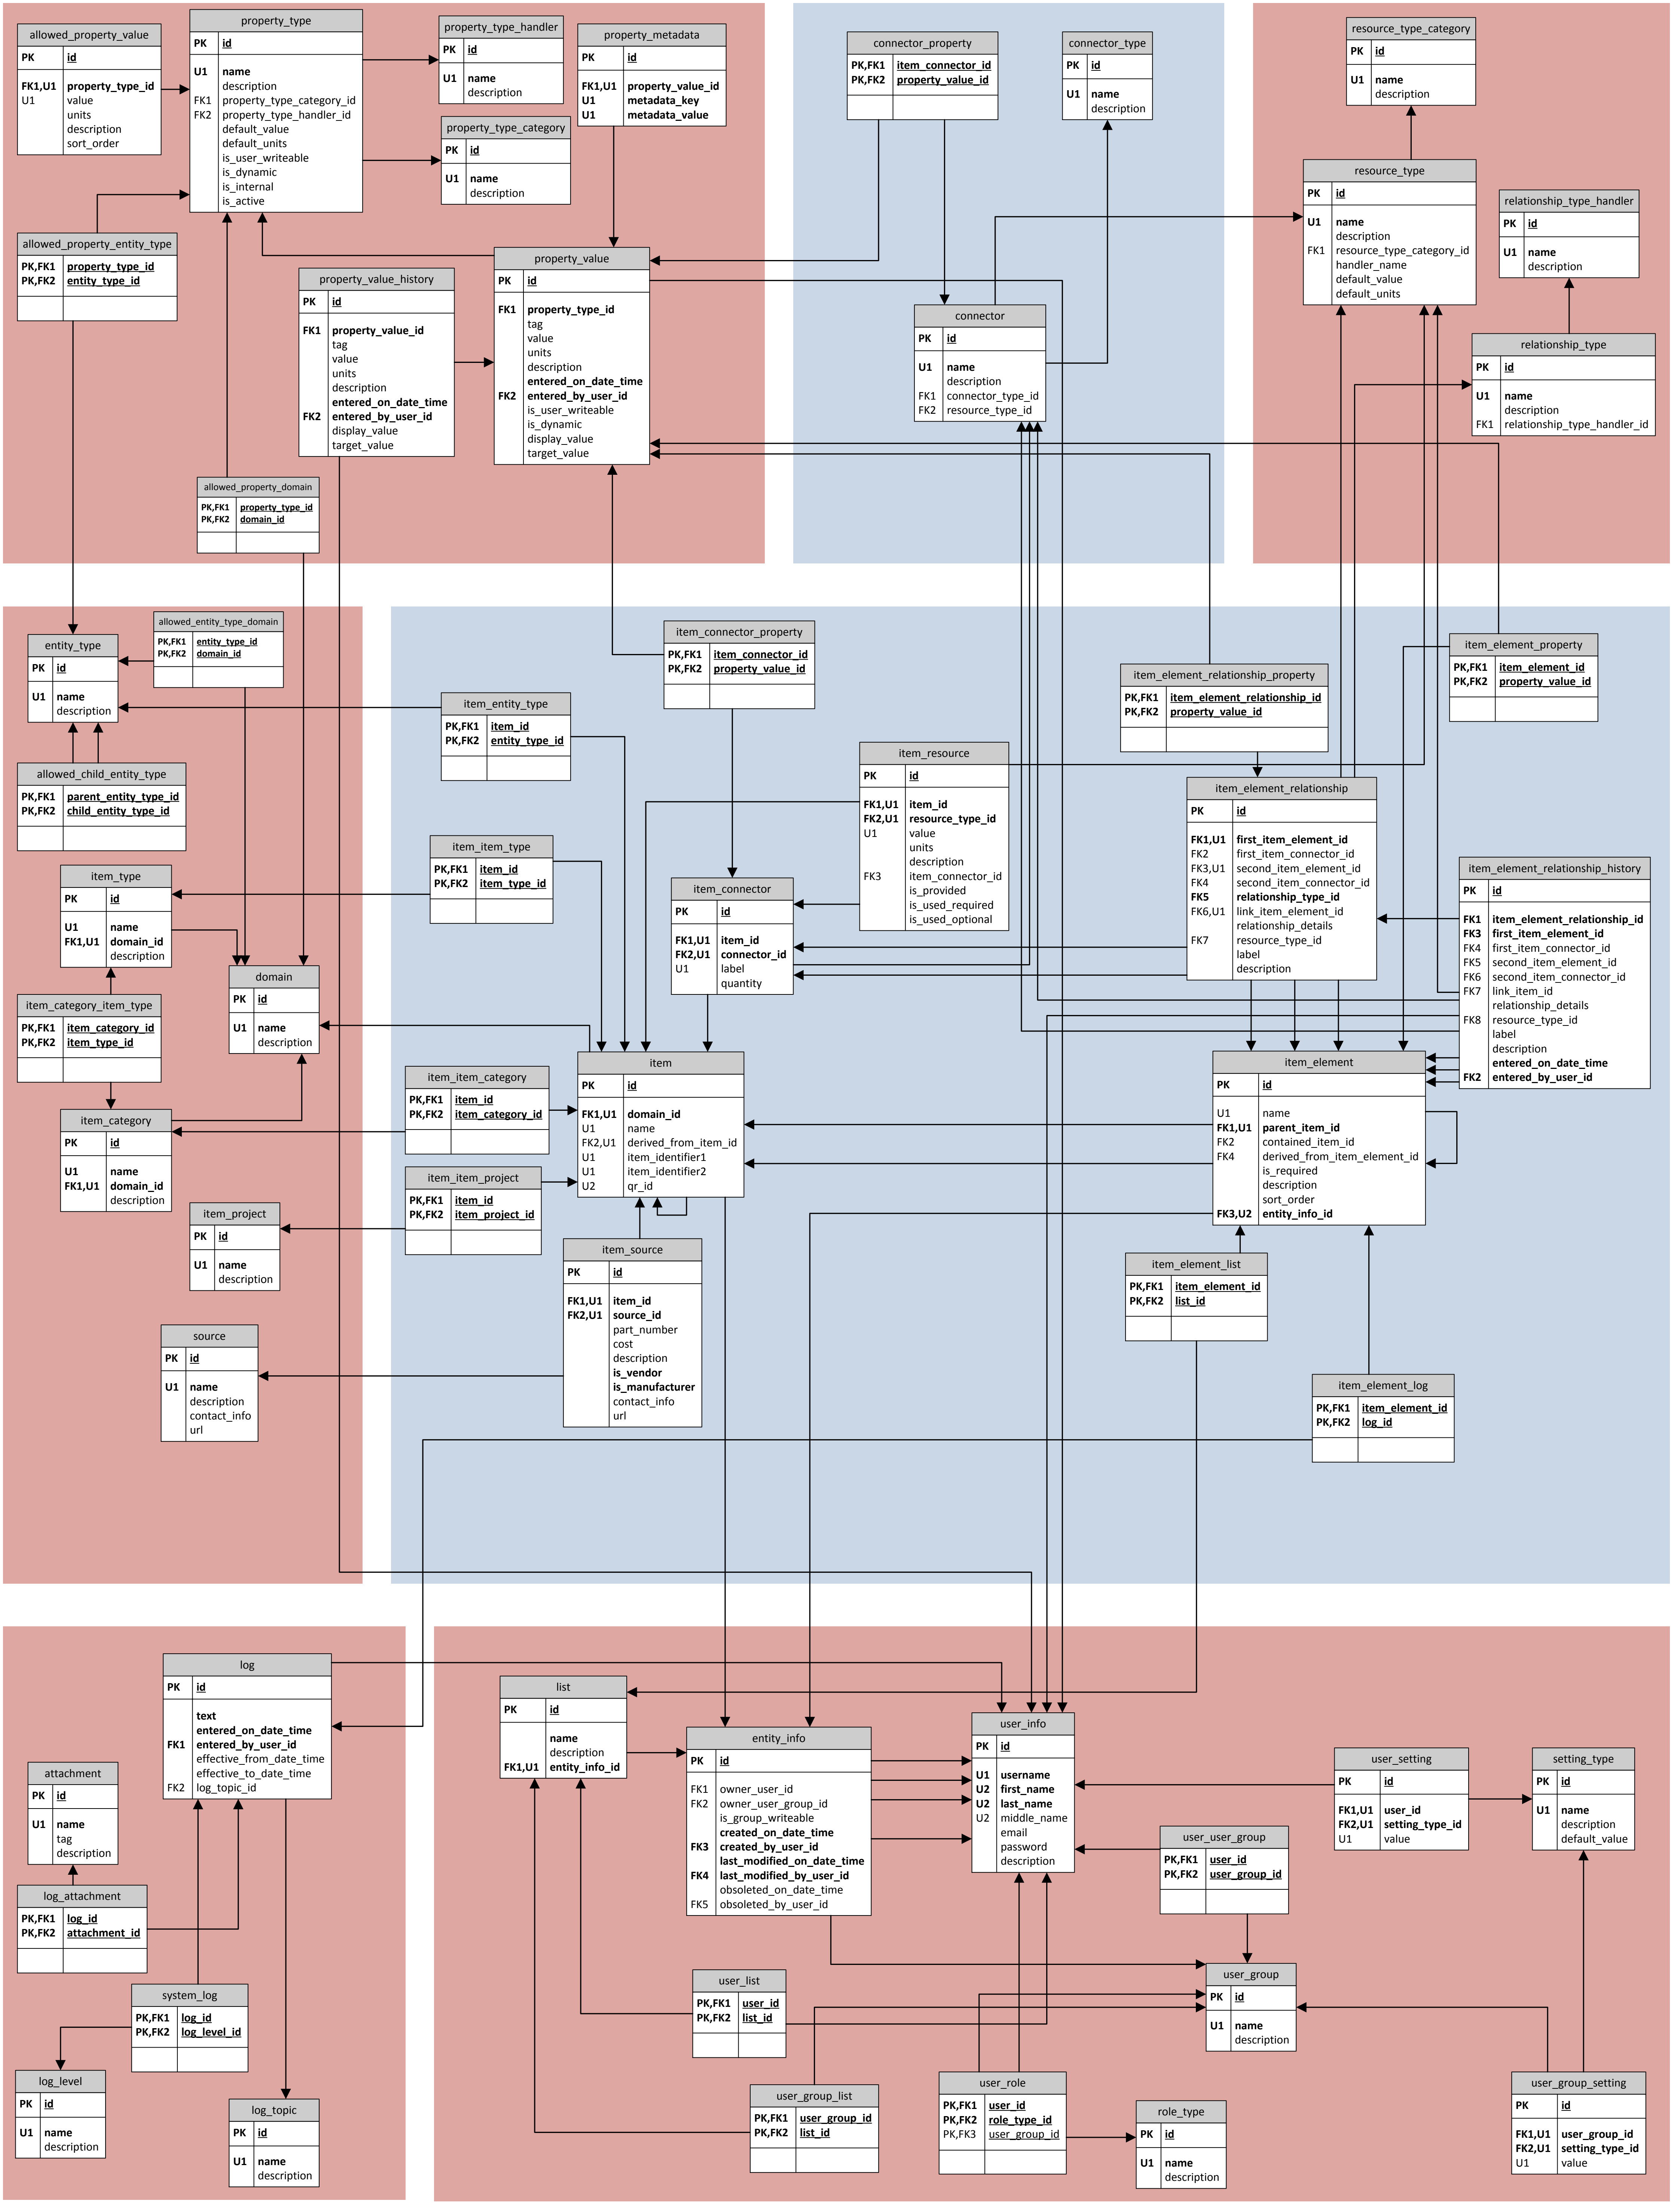 allowed_property_value
PK id
FK1,U1 property_type_id
U1 value
units
description
sort_order
property_type
PK id
U1 name
description
FK1 property_type_category_id
FK2 property_type_handler_id
default_value
default_units
is_user_writeable
is_dynamic
is_internal
is_active
property_type_handler
PK id
U1 name
description
property_type_category
PK id
U1 name
description
property_metadata
PK id
FK1,U1 property_value_id
U1 metadata_key
U1 metadata_value
allowed_property_entity_type
PK,FK1 property_type_id
PK,FK2 entity_type_id
property_value_history
PK id
FK1 property_value_id
tag
value
units
description
entered_on_date_time
FK2 entered_by_user_id
display_value
target_value
property_value
PK id
FK1 property_type_id
tag
value
units
description
entered_on_date_time
FK2 entered_by_user_id
is_user_writeable
is_dynamic
display_value
target_value
allowed_property_domain
PK,FK1 property_type_id
PK,FK2 domain_id
connector_property
PK,FK1 item_connector_id
PK,FK2 property_value_id
connector_type
PK id
U1 name
description
connector
PK id
U1 name
description
FK1 connector_type_id
FK2 resource_type_id
resource_type_category
PK id
U1 name
description
resource_type
PK id
U1 name
description
FK1 resource_type_category_id
handler_name
default_value
default_units
relationship_type_handler
PK id
U1 name
description
relationship_type
PK id
U1 name
description
FK1 relationship_type_handler_id
entity_type
PK id
U1 name
description
allowed_entity_type_domain
PK,FK1 entity_type_id
PK,FK2 domain_id
allowed_child_entity_type
PK,FK1 parent_entity_type_id
PK,FK2 child_entity_type_id
item_type
PK id
U1 name
FK1,U1 domain_id
description
domain
PK id
U1 name
description
item_category_item_type
PK,FK1 item_category_id
PK,FK2 item_type_id
item_category
PK id
U1 name
FK1,U1 domain_id
description
item_project
PK id
U1 name
description
source
PK id
U1 name
description
contact_info
url
item_connector_property
PK,FK1 item_connector_id
PK,FK2 property_value_id
item_entity_type
PK,FK1 item_id
PK,FK2 entity_type_id
item_item_type
PK,FK1 item_id
PK,FK2 item_type_id
item_resource
PK id
FK1,U1 item_id
FK2,U1 resource_type_id
U1 value
units
description
FK3 item_connector_id
is_provided
is_used_required
is_used_optional
item_connector
PK id
FK1,U1 item_id
FK2,U1 connector_id
U1 label
quantity
item_element_relationship_property
PK,FK1 item_element_relationship_id
PK,FK2 property_value_id
item_element_property
PK,FK1 item_element_id
PK,FK2 property_value_id
item_element_relationship
PK id
FK1,U1 first_item_element_id
FK2 first_item_connector_id
FK3,U1 second_item_element_id
FK4 second_item_connector_id
FK5 relationship_type_id
FK6,U1 link_item_element_id
relationship_details
FK7 resource_type_id
label
description
item_element_relationship_history
PK id
FK1 item_element_relationship_id
FK3 first_item_element_id
FK4 first_item_connector_id
FK5 second_item_element_id
FK6 second_item_connector_id
FK7 link_item_id
relationship_details
FK8 resource_type_id
label
description
entered_on_date_time
FK2 entered_by_user_id
item_item_category
PK,FK1 item_id
PK,FK2 item_category_id
item_item_project
PK,FK1 item_id
PK,FK2 item_project_id
item
PK id
FK1,U1 domain_id
U1 name
FK2,U1 derived_from_item_id
U1 item_identifier1
U1 item_identifier2
U2 qr_id
item_element
PK id
U1 name
FK1,U1 parent_item_id
FK2 contained_item_id
FK4 derived_from_item_element_id
is_required
description
sort_order
FK3,U2 entity_info_id
item_source
PK id
FK1,U1 item_id
FK2,U1 source_id
part_number
cost
description
is_vendor
is_manufacturer
contact_info
url
item_element_list
PK,FK1 item_element_id
PK,FK2 list_id
item_element_log
PK,FK1 item_element_id
PK,FK2 log_id
log
PK id
text
entered_on_date_time
FK1 entered_by_user_id
effective_from_date_time
effective_to_date_time
FK2 log_topic_id
attachment
PK id
U1 name
tag
description
log_attachment
PK,FK1 log_id
PK,FK2 attachment_id
system_log
PK,FK1 log_id
PK,FK2 log_level_id
log_level
PK id
U1 name
description
log_topic
PK id
U1 name
description
list
PK id
name
description
FK1,U1 entity_info_id
entity_info
PK id
FK1 owner_user_id
FK2 owner_user_group_id
is_group_writeable
created_on_date_time
FK3 created_by_user_id
last_modified_on_date_time
FK4 last_modified_by_user_id
obsoleted_on_date_time
FK5 obsoleted_by_user_id
user_info
PK id
U1 username
U2 first_name
U2 last_name
U2 middle_name
email
password
description
user_setting
PK id
FK1,U1 user_id
FK2,U1 setting_type_id
U1 value
setting_type
PK id
U1 name
description
default_value
user_user_group
PK,FK1 user_id
PK,FK2 user_group_id
user_group
PK id
U1 name
description
user_list
PK,FK1 user_id
PK,FK2 list_id
user_group_list
PK,FK1 user_group_id
PK,FK2 list_id
user_role
PK,FK1 user_id
PK,FK2 role_type_id
PK,FK3 user_group_id
role_type
PK id
U1 name
description
user_group_setting
PK id
FK1,U1 user_group_id
FK2,U1 setting_type_id
U1 value